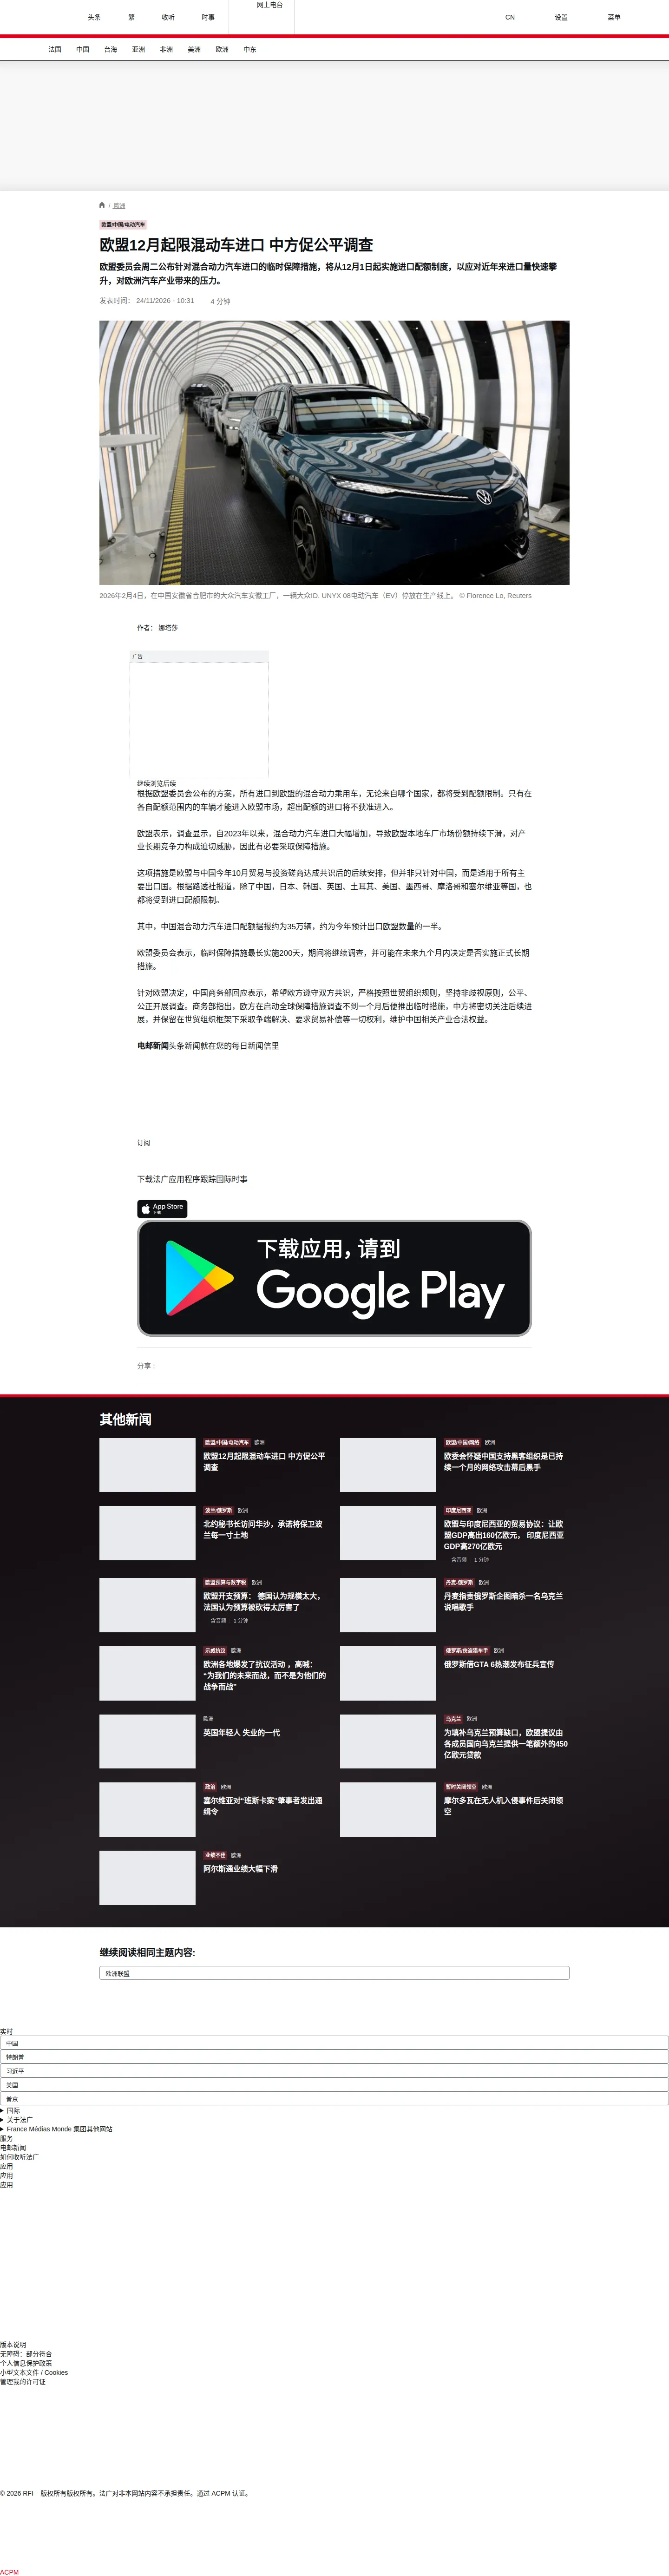 头条
繁
收听
时事
网上电台
CN
设置
菜单
法国
中国
台海
亚洲
非洲
美洲
欧洲
中东
/ 欧洲
欧盟/中国/电动汽车
欧盟12月起限混动车进口 中方促公平调查
欧盟委员会周二公布针对混合动力汽车进口的临时保障措施，将从12月1日起实施进口配额制度，以应对近年来进口量快速攀
升，对欧洲汽车产业带来的压力。
发表时间： 24/11/2026 - 10:31
4 分钟
2026年2月4日，在中国安徽省合肥市的大众汽车安徽工厂，一辆大众ID. UNYX 08电动汽车（EV）停放在生产线上。 © Florence Lo, Reuters
作者： 娜塔莎
广告
继续浏览后续
根据欧盟委员会公布的方案，所有进口到欧盟的混合动力乘用车，无论来自哪个国家，都将受到配额限制。只有在
各自配额范围内的车辆才能进入欧盟市场，超出配额的进口将不获准进入。
欧盟表示，调查显示，自2023年以来，混合动力汽车进口大幅增加，导致欧盟本地车厂市场份额持续下滑，对产
业长期竞争力构成迫切威胁，因此有必要采取保障措施。
这项措施是欧盟与中国今年10月贸易与投资磋商达成共识后的后续安排，但并非只针对中国，而是适用于所有主
要出口国。根据路透社报道，除了中国，日本、韩国、英国、土耳其、美国、墨西哥、摩洛哥和塞尔维亚等国，也
都将受到进口配额限制。
其中，中国混合动力汽车进口配额据报约为35万辆，约为今年预计出口欧盟数量的一半。
欧盟委员会表示，临时保障措施最长实施200天，期间将继续调查，并可能在未来九个月内决定是否实施正式长期
措施。
针对欧盟决定，中国商务部回应表示，希望欧方遵守双方共识，严格按照世贸组织规则，坚持非歧视原则，公平、
公正开展调查。商务部指出，欧方在启动全球保障措施调查不到一个月后便推出临时措施，中方将密切关注后续进
展，并保留在世贸组织框架下采取争端解决、要求贸易补偿等一切权利，维护中国相关产业合法权益。
电邮新闻头条新闻就在您的每日新闻信里
订阅
下载法广应用程序跟踪国际时事
App Store
下载
下载应用，请到
Google Play
分享 :
其他新闻
欧盟/中国/电动汽车 欧洲
欧盟12月起限混动车进口 中方促公平
调查
欧盟/中国/网络 欧洲
欧委会怀疑中国支持黑客组织是已持
续一个月的网络攻击幕后黑手
波兰/俄罗斯 欧洲
北约秘书长访问华沙，承诺将保卫波
兰每一寸土地
印度尼西亚 欧洲
欧盟与印度尼西亚的贸易协议：让欧
盟GDP高出160亿欧元， 印度尼西亚
GDP高270亿欧元
含音频 1 分钟
欧盟预算与数字税 欧洲
欧盟开支预算： 德国认为规模太大，
法国认为预算被砍得太厉害了
含音频 1 分钟
丹麦-俄罗斯 欧洲
丹麦指责俄罗斯企图暗杀一名乌克兰
说唱歌手
示威抗议 欧洲
欧洲各地爆发了抗议活动 ，高喊：
“为我们的未来而战，而不是为他们的
战争而战”
俄罗斯/侠盗猎车手 欧洲
俄罗斯借GTA 6热潮发布征兵宣传
欧洲
英国年轻人 失业的一代
乌克兰 欧洲
为填补乌克兰预算缺口，欧盟提议由
各成员国向乌克兰提供一笔额外的450
亿欧元贷款
政治 欧洲
塞尔维亚对“班斯卡案”肇事者发出通
缉令
暂时关闭领空 欧洲
摩尔多瓦在无人机入侵事件后关闭领
空
业绩不佳 欧洲
阿尔斯通业绩大幅下滑
继续阅读相同主题内容:
欧洲联盟
实时
中国
特朗普
习近平
美国
普京
国际
关于法广
France Médias Monde 集团其他网站
服务
电邮新闻
如何收听法广
应用
应用
应用
版本说明
无障碍：部分符合
个人信息保护政策
小型文本文件 / Cookies
管理我的许可证
© 2026 RFI – 版权所有版权所有。法广对非本网站内容不承担责任。通过 ACPM 认证。
ACPM